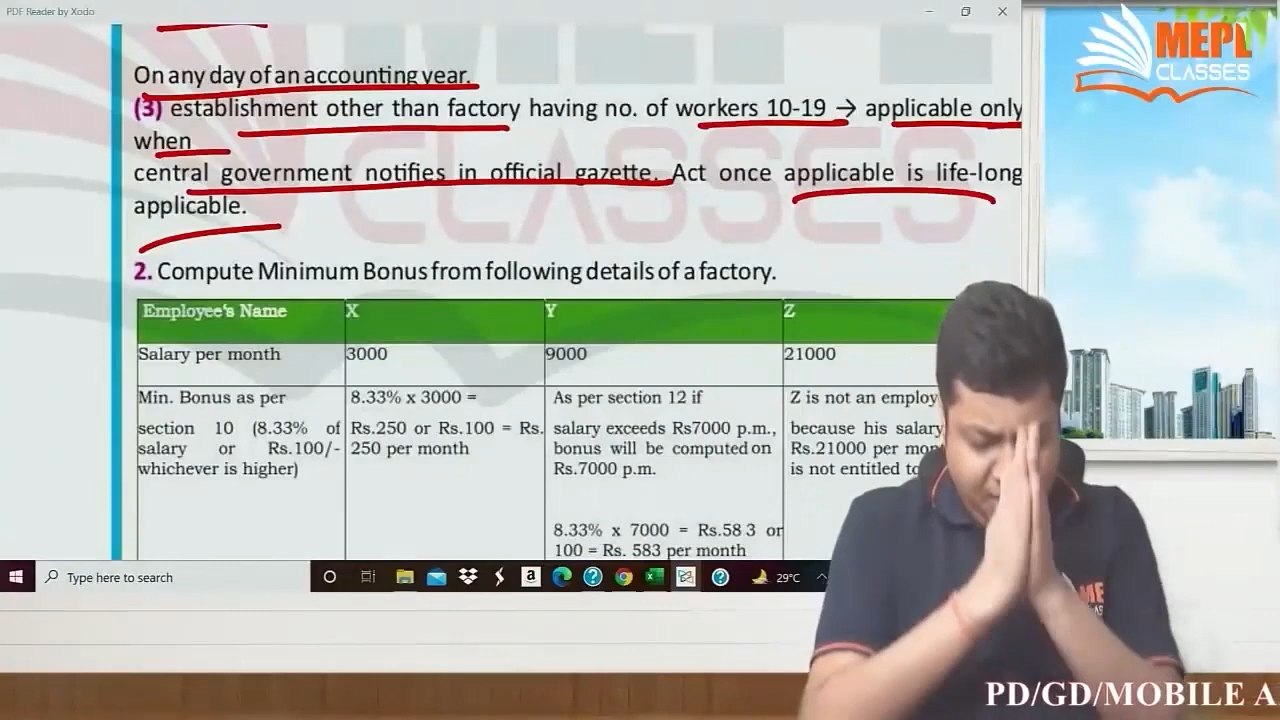 PDF Reader by Xodo
MEPL
CLASSES
On any day of an accounting year.
(3) establishment other than factory having no. of workers 10-19 → applicable only
when
central government notifies in official gazette. Act once applicable is life-long
applicable.
CLASSES
2. Compute Minimum Bonus from following details of a factory.
Employee's Name X Y Z
Salary per month 3000 9000 21000
Min. Bonus as per
section 10 (8.33% of
salary or Rs.100/-
whichever is higher)
8.33% x 3000 =
Rs.250 or Rs.100 = Rs.
250 per month
As per section 12 if
salary exceeds Rs7000 p.m.,
bonus will be computed on
Rs.7000 p.m.
8.33% x 7000 = Rs.58 3 or
100 = Rs. 583 per month
Z is not an employ
because his salary
Rs.21000 per mon
is not entitled to
Type here to search
29°C
PD/GD/MOBILE A